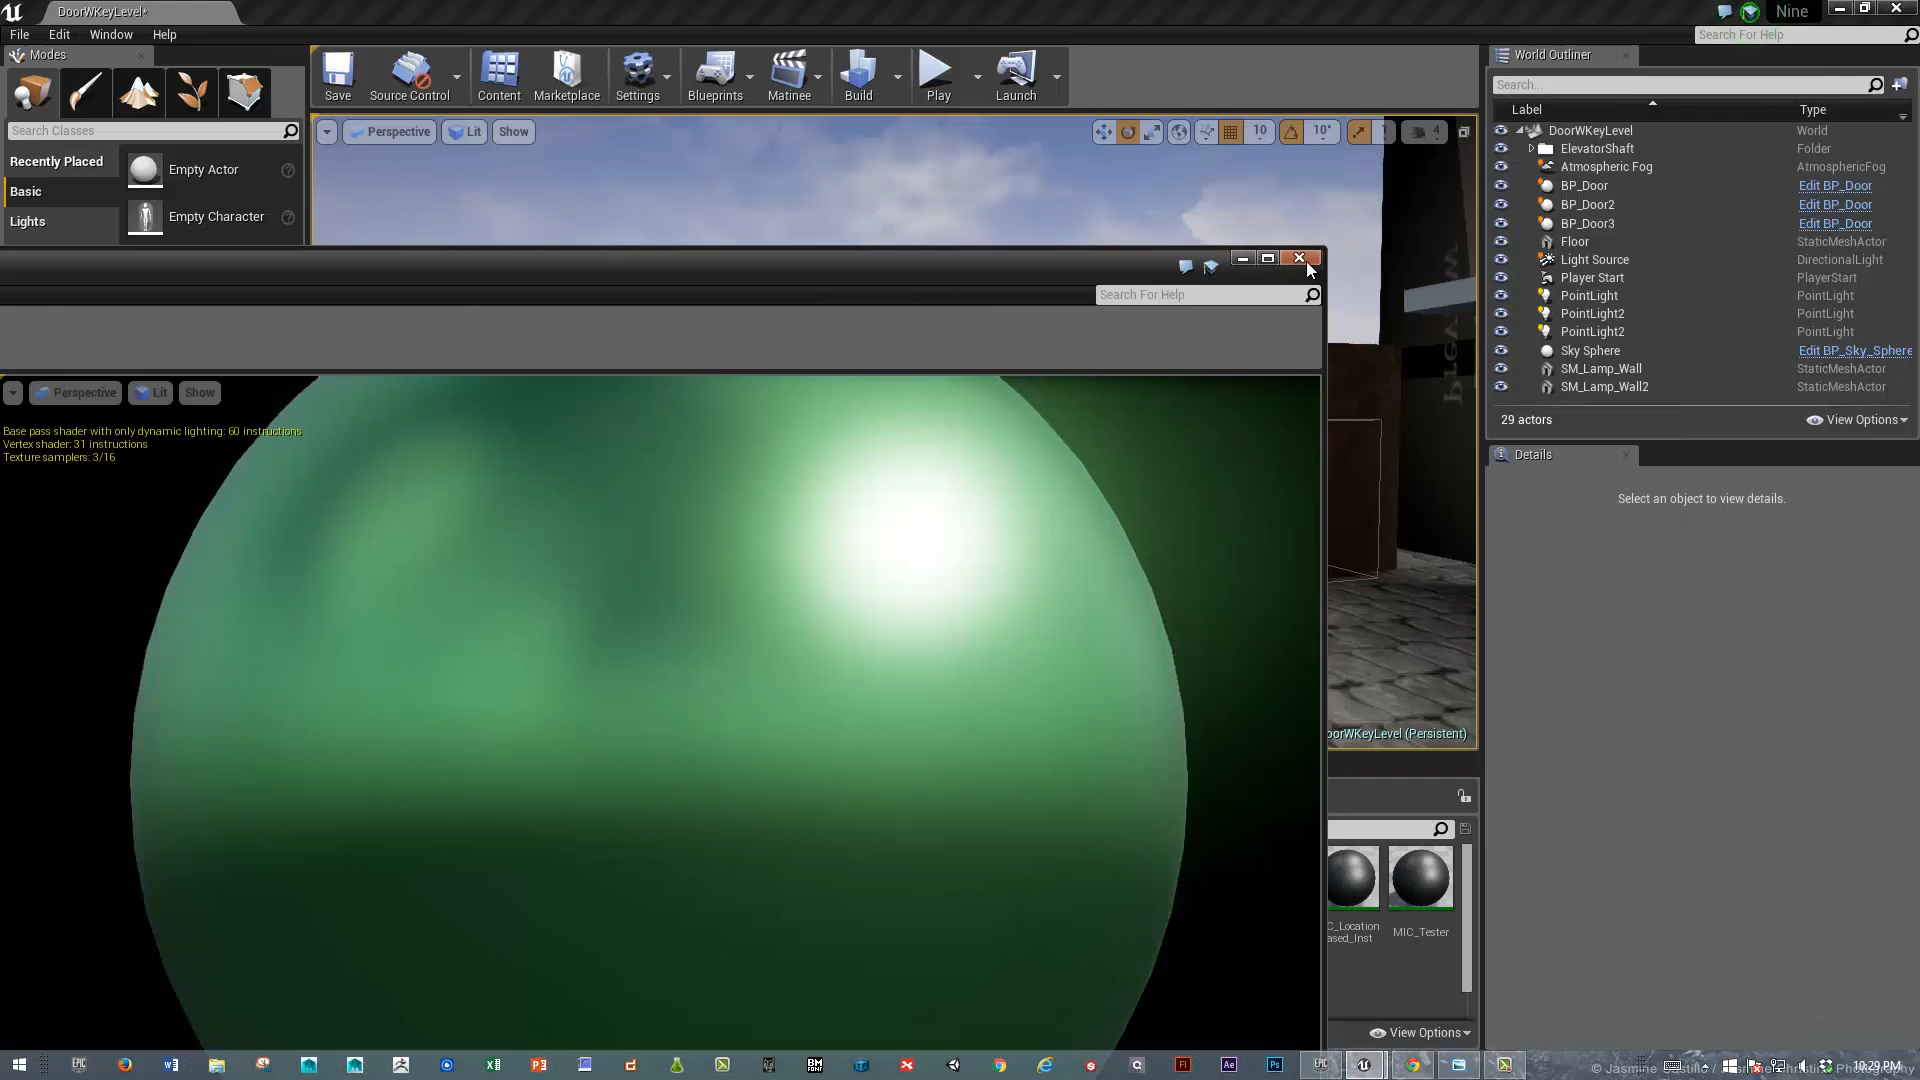 DoorWKeyLevel*
Nine
File Edit Window Help
Search For Help
Modes
Save
Source Control
Content
Marketplace
Settings
Blueprints
Matinee
Build
Play
Launch
World Outliner
Search...
Search Classes
Perspective
Lit
Show
10
10°
1
4
Label
Type
Recently Placed
Basic
Lights
Empty Actor
Empty Character
DoorWKeyLevel World
ElevatorShaft Folder
Atmospheric Fog AtmosphericFog
BP_Door Edit BP_Door
BP_Door2 Edit BP_Door
BP_Door3 Edit BP_Door
Floor StaticMeshActor
Light Source DirectionalLight
Player Start PlayerStart
PointLight PointLight
PointLight2 PointLight
PointLight2 PointLight
Sky Sphere Edit BP_Sky_Sphere
SM_Lamp_Wall StaticMeshActor
SM_Lamp_Wall2 StaticMeshActor
29 actors
View Options
Details
Select an object to view details.
Search For Help
Perspective
Lit
Show
Base pass shader with only dynamic lighting: 60 instructions
Vertex shader: 31 instructions
Texture samplers: 3/16
oorWKeyLevel (Persistent)
C_Location
ased_Inst
MIC_Tester
View Options
10:29 PM